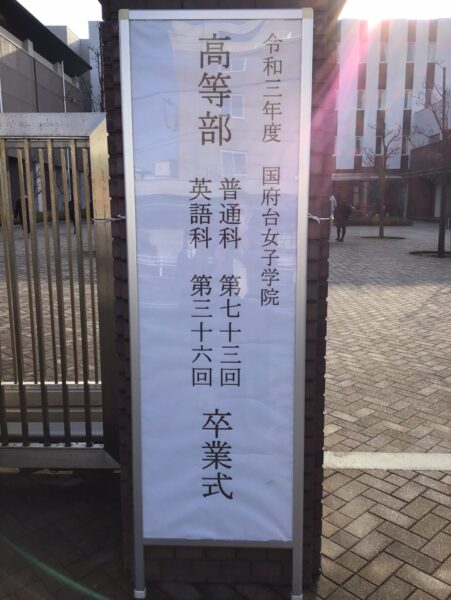 令和三年度 国府台女子学院
高等部 普通科 第七十三回 卒業式
英語科 第三十六回